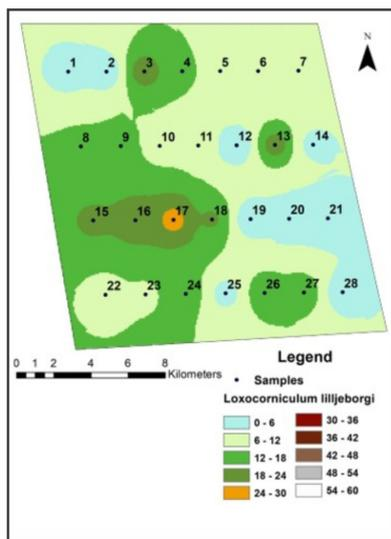 N
1 2 3 4 5 6 7
8 9 10 11 12 13 14
15 16 17 18 19 20 21
22 23 24 25 26 27 28
Legend
0 1 2 4 6 8
Kilometers
Samples
Loxocorniculum lilljeborgi
0 - 6
6 - 12
12 - 18
18 - 24
24 - 30
30 - 36
36 - 42
42 - 48
48 - 54
54 - 60